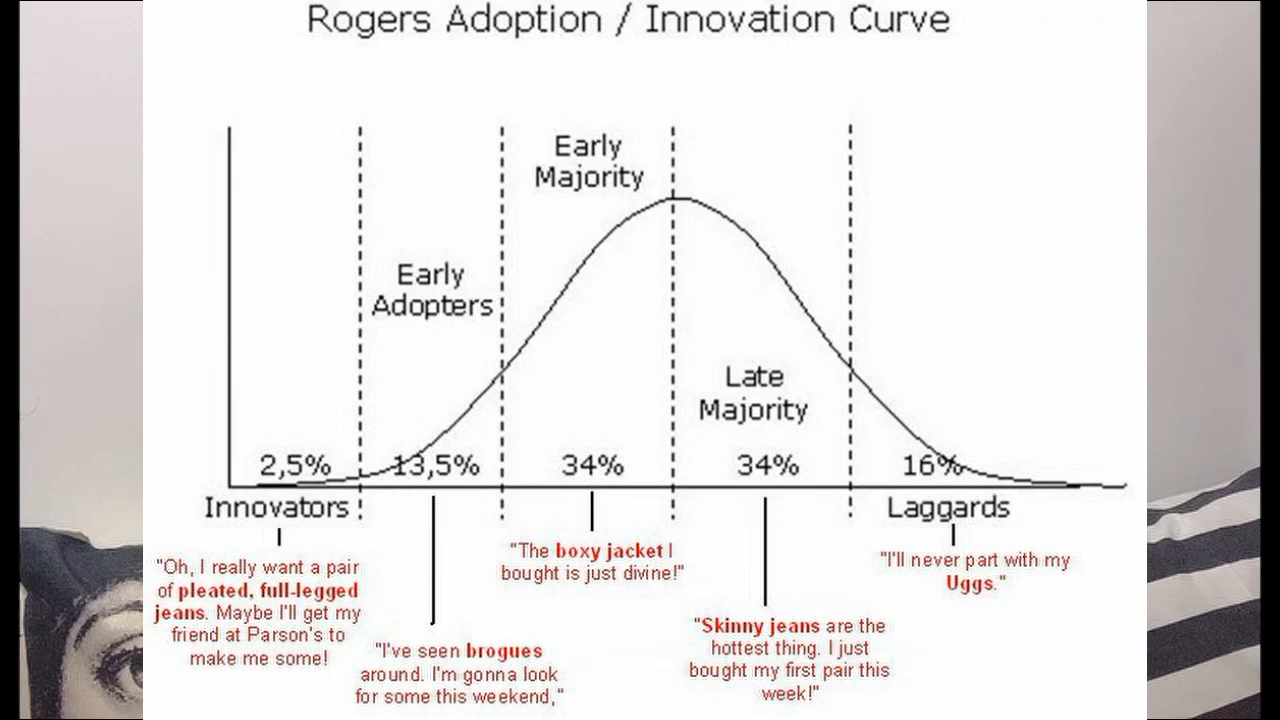 Rogers Adoption / Innovation Curve
Early
Majority
Early
Adopters
Late
Majority
2,5%
13,5%
34%
34%
16%
Innovators
Laggards
"Oh, I really want a pair
of pleated, full-legged
jeans. Maybe I'll get my
friend at Parson's to
make me some!
"I've seen brogues
around. I'm gonna look
for some this weekend,"
"The boxy jacket I
bought is just divine!"
"Skinny jeans are the
hottest thing. I just
bought my first pair this
week!"
"I'll never part with my
Uggs."